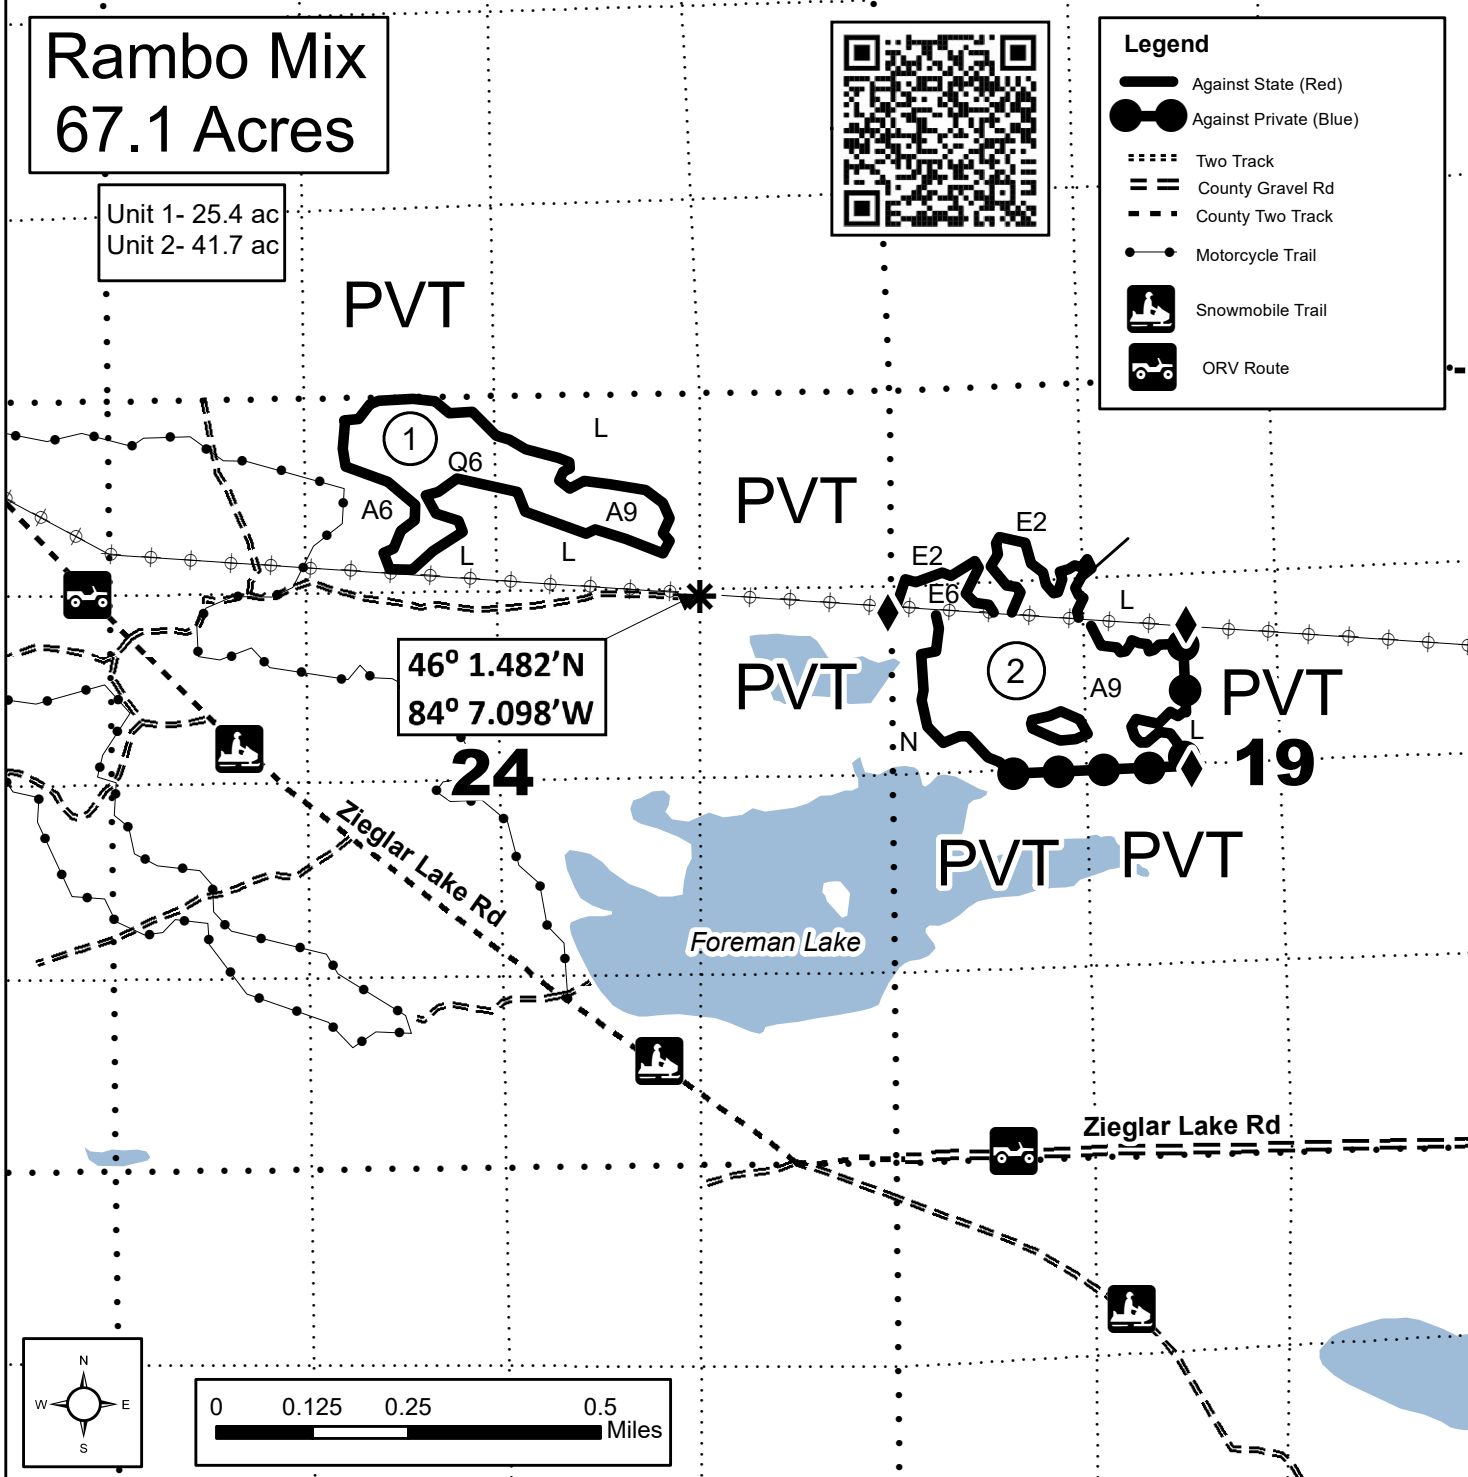 Rambo Mix
67.1 Acres
Unit 1- 25.4 ac
Unit 2- 41.7 ac
Legend
Against State (Red)
Against Private (Blue)
Two Track
County Gravel Rd
County Two Track
Motorcycle Trail
Snowmobile Trail
ORV Route
PVT
1
L
Q6
A6
A9
L
L
PVT
E2
E2
E6
L
46⁰ 1.482’N
84⁰ 7.098’W
PVT
2
A9
PVT
N
L
24
19
Zieglar Lake Rd
PVT
PVT
Foreman Lake
Zieglar Lake Rd
N
W
E
S
0
0.125
0.25
0.5
Miles